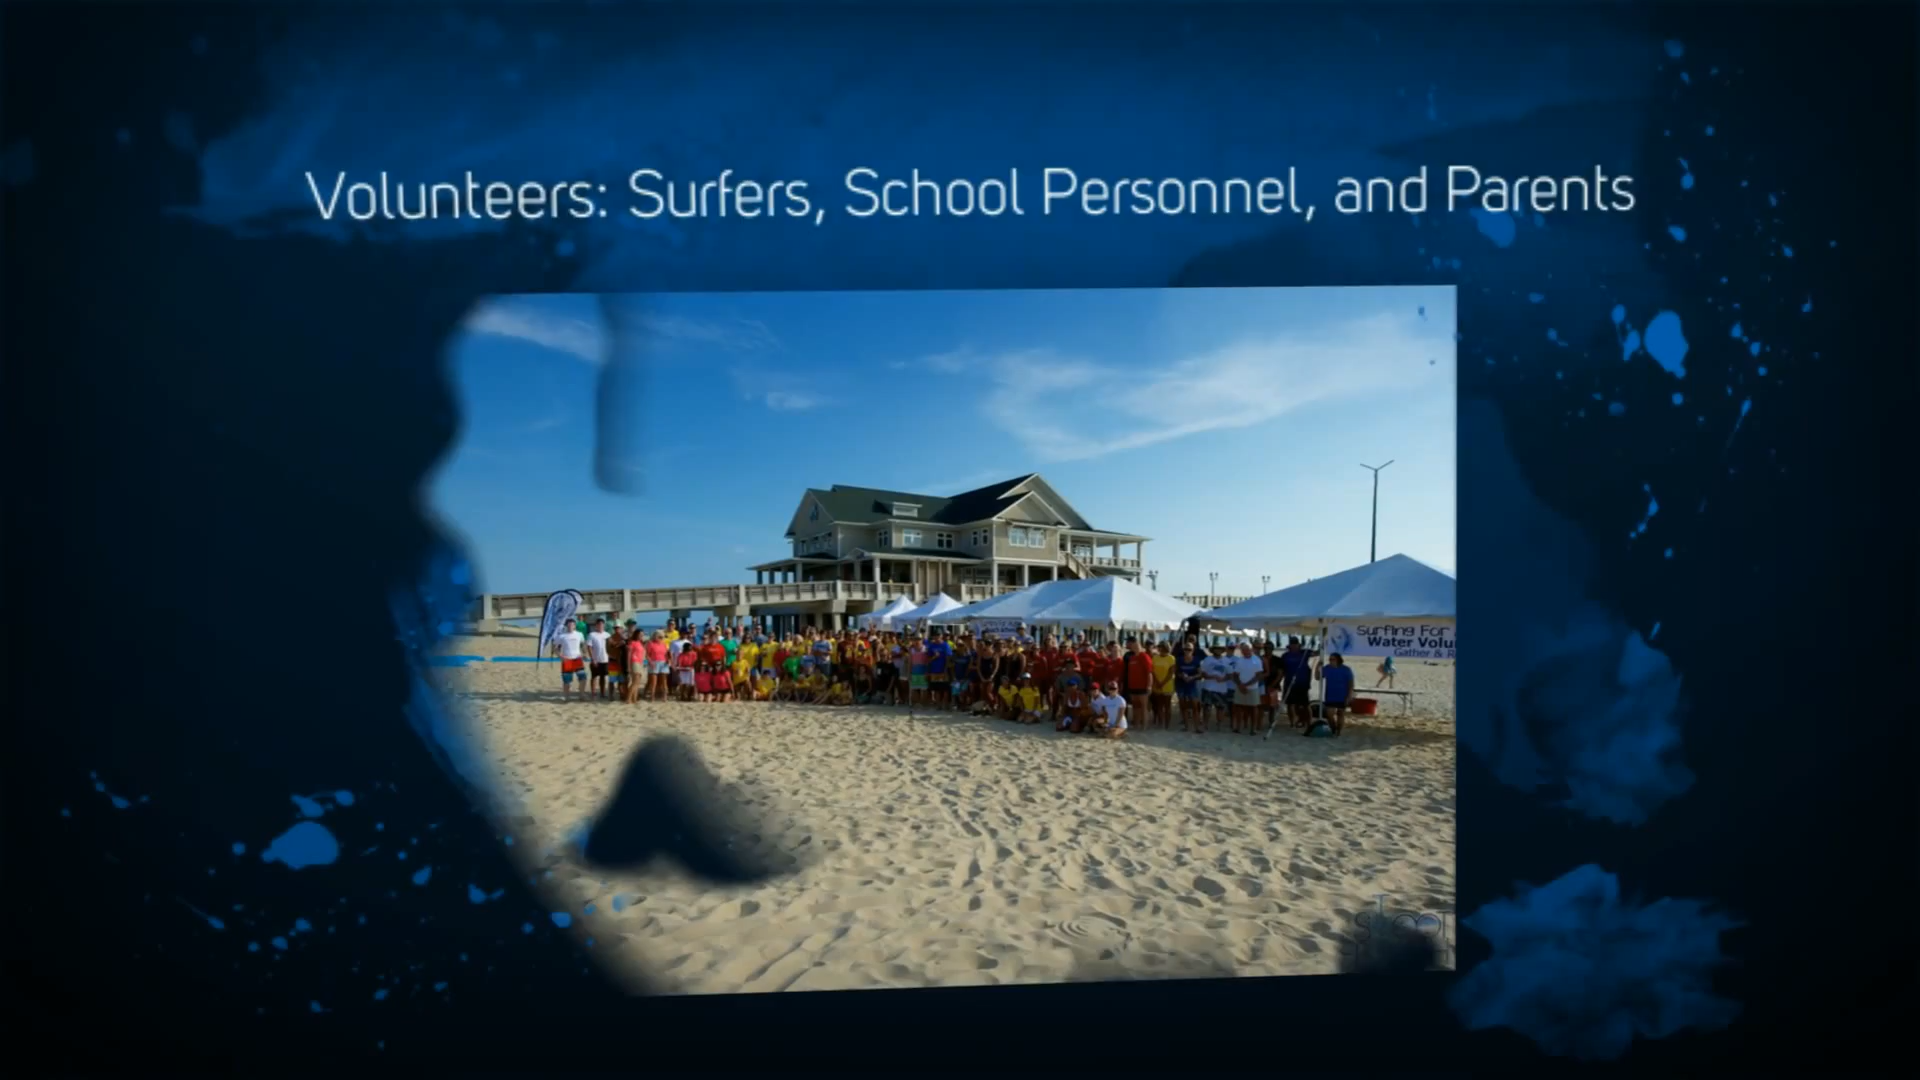 Volunteers: Surfers, School Personnel, and Parents
Surfing For
Water Volu
Gather & R